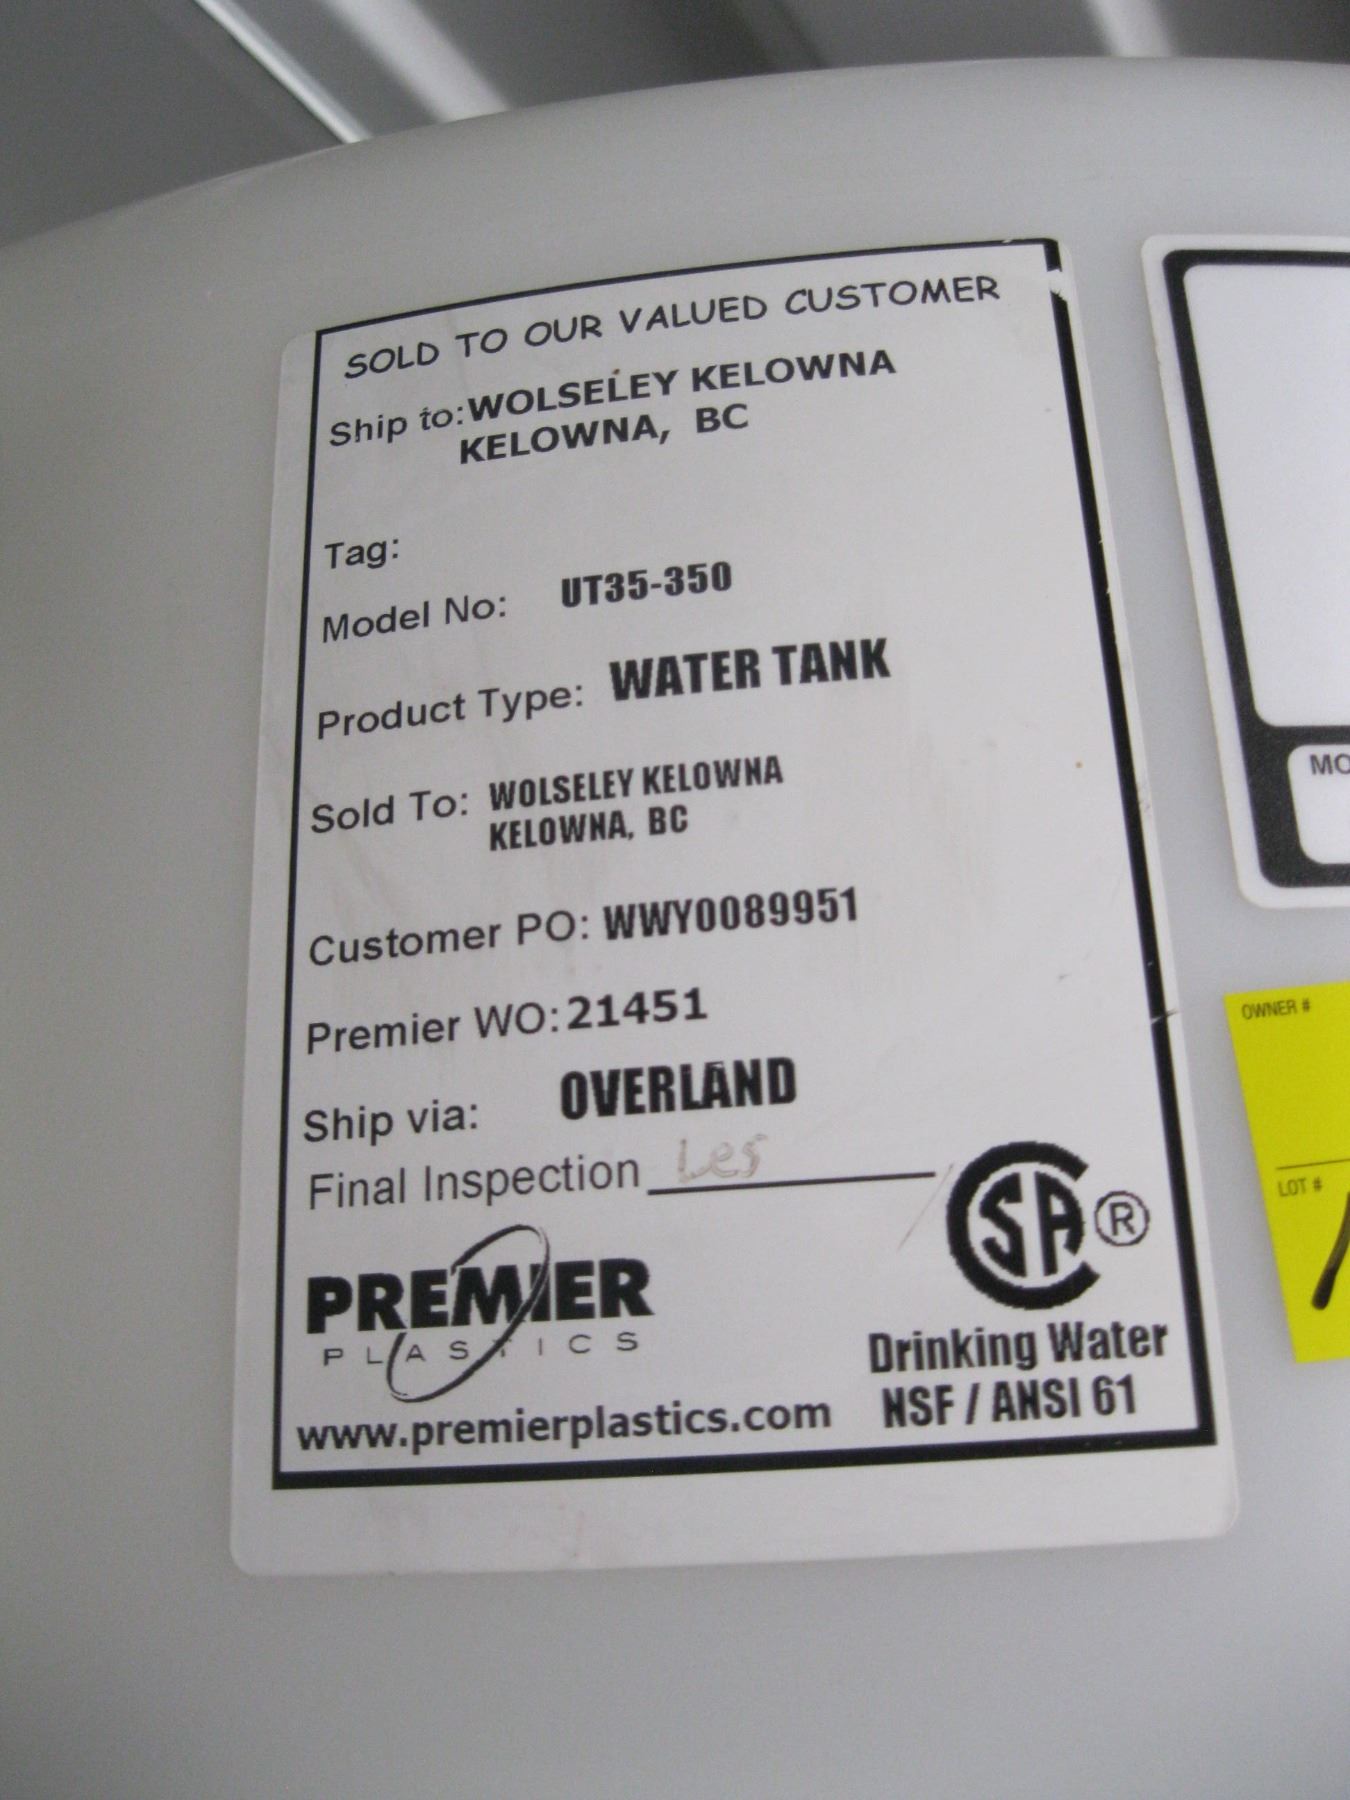 SOLD TO OUR VALUED CUSTOMER
Ship to: WOLSELEY KELOWNA
KELOWNA, BC
Tag:
Model No: UT35-350
Product Type: WATER TANK
Sold To: WOLSELEY KELOWNA
KELOWNA, BC
Customer PO: WWY0089951
Premier WO: 21451
Ship via: OVERLAND
Final Inspection Les
PREMIER
PLASTICS
www.premierplastics.com
CSA ®
Drinking Water
NSF / ANSI 61
MO
OWNER #
LOT #